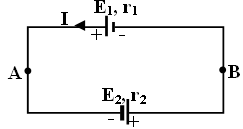 E₁, r₁
I
+ -
A
B
E₂, r₂
- +